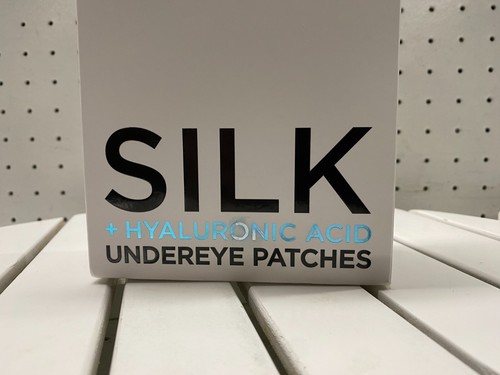 SILK
+ HYALURONIC ACID
UNDEREYE PATCHES